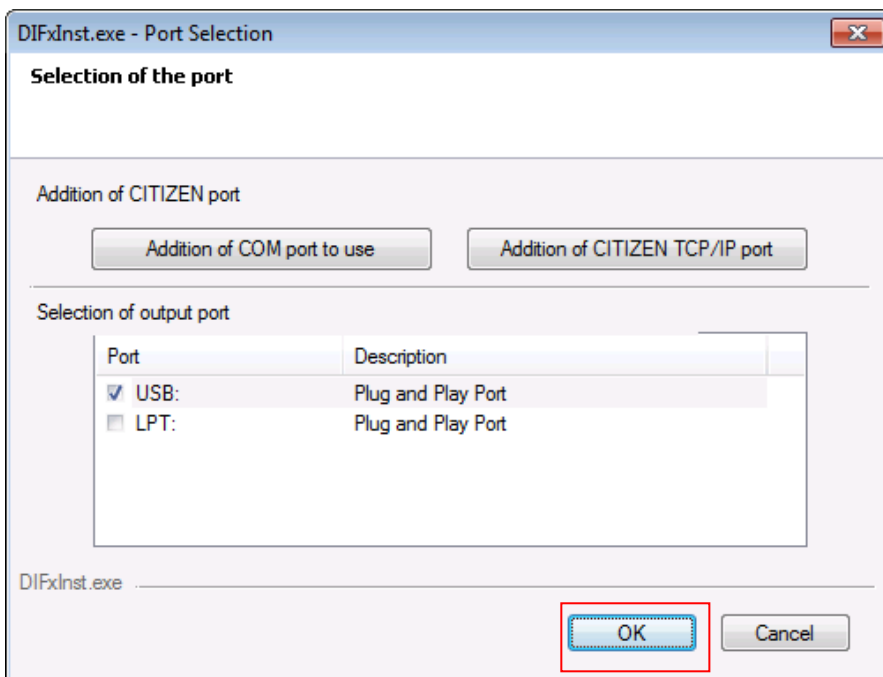 DIFxInst.exe - Port Selection
Selection of the port
Addition of CITIZEN port
Addition of COM port to use
Addition of CITIZEN TCP/IP port
Selection of output port
Port Description
USB: Plug and Play Port
LPT: Plug and Play Port
DIFxInst.exe
OK Cancel